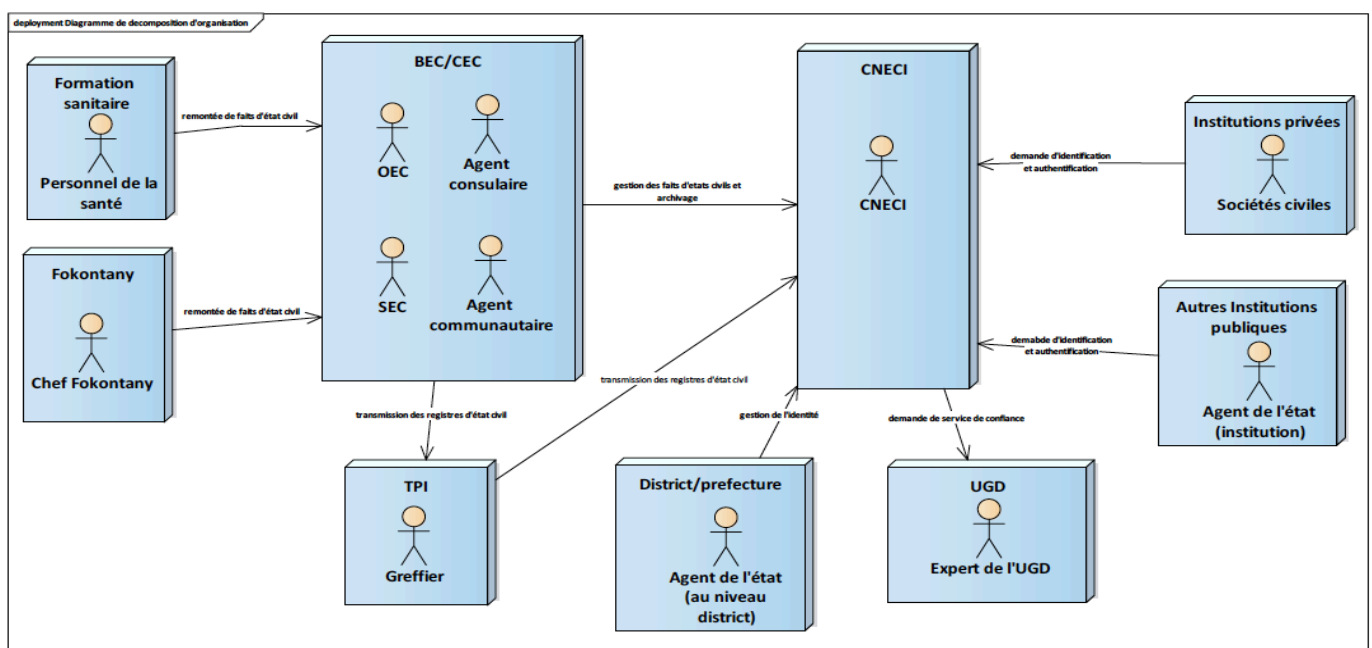 deployment Diagramme de decomposition d'organisation
Formation
sanitaire
Personnel de la
santé
remontée de faits d'état civil
Fokontany
Chef Fokontany
remontée de faits d'état civil
BEC/CEC
OEC
Agent
consulaire
SEC
Agent
communautaire
gestion des faits d'etats civils et
archivage
transmission des registres d'état civil
TPI
Greffier
transmission des registres d'état civil
CNECI
CNECI
gestion de l'identité
District/prefecture
Agent de l'état
(au niveau
district)
demande de service de confiance
UGD
Expert de l'UGD
demande d'identification
et authentification
Institutions privées
Sociétés civiles
demabde d'identification
et authentification
Autres Institutions
publiques
Agent de l'état
(institution)